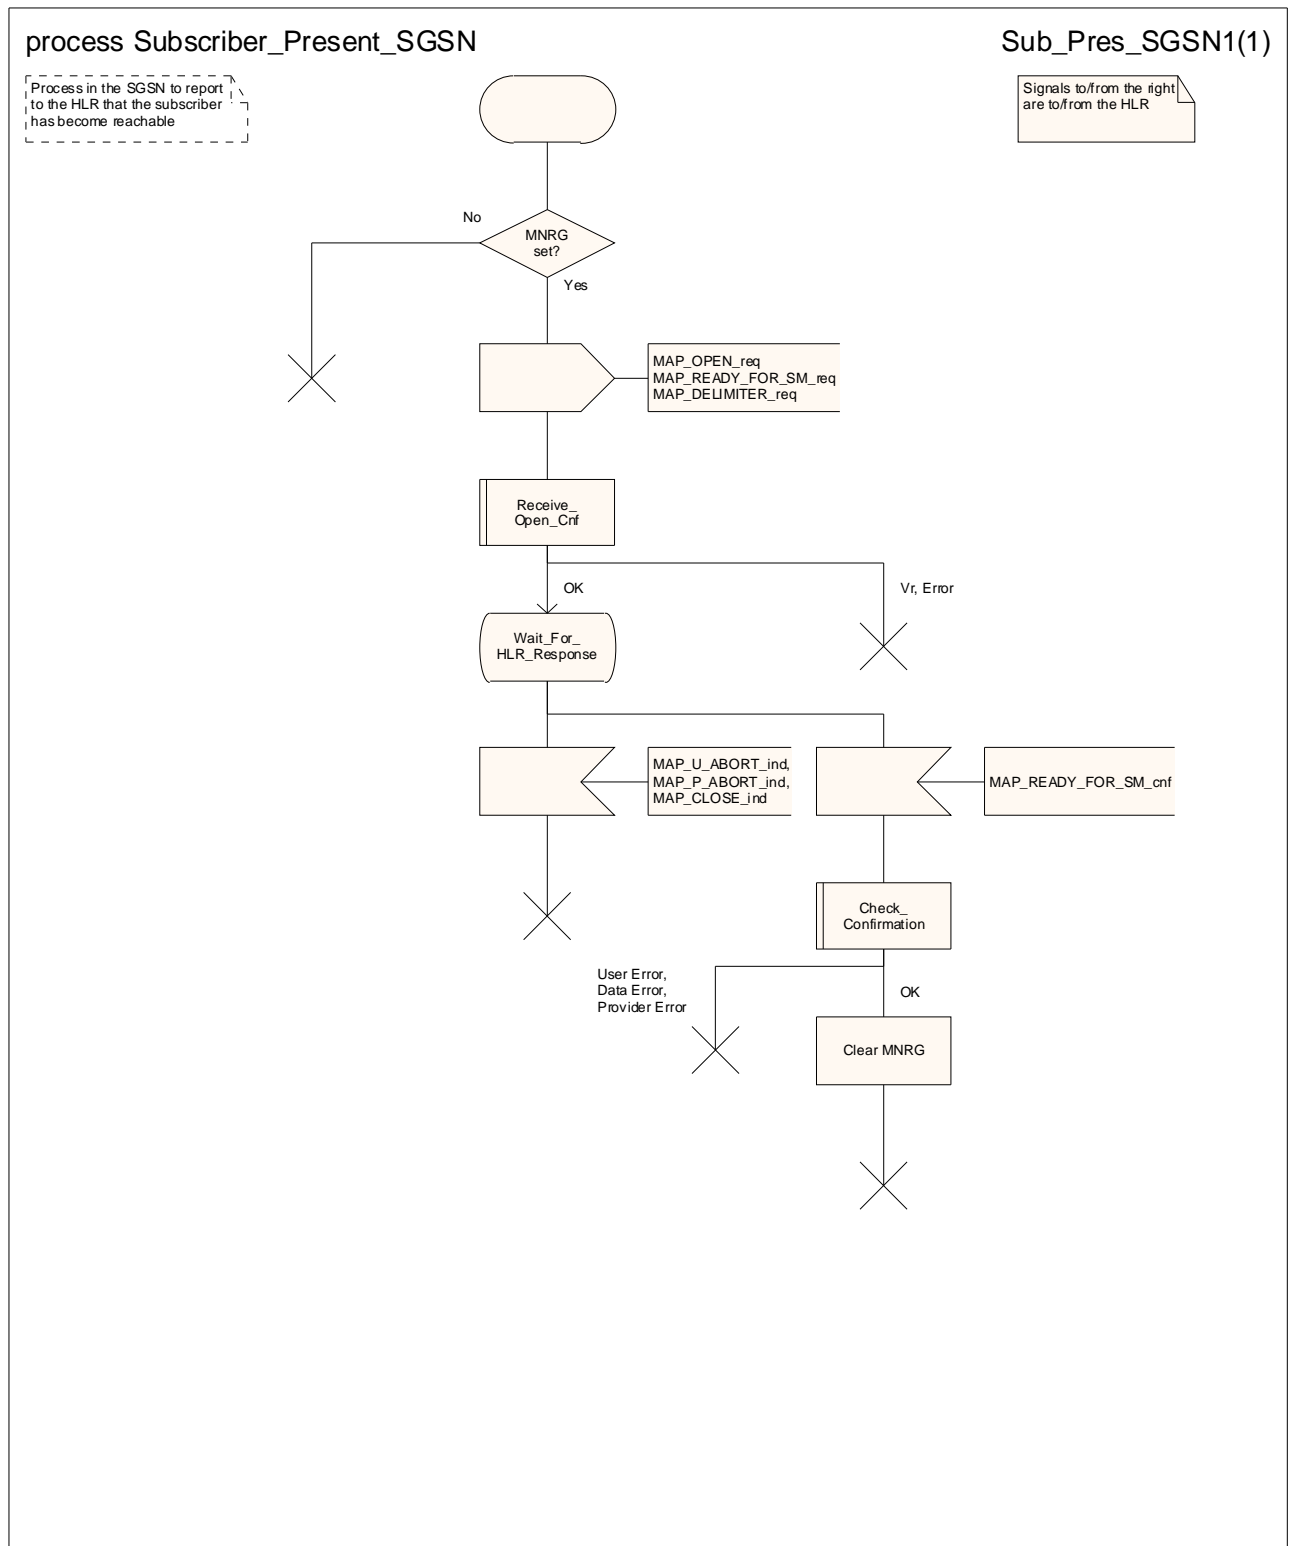 process Subscriber_Present_SGSN
Sub_Pres_SGSN1(1)
Process in the SGSN to report
to the HLR that the subscriber
has become reachable
Signals to/from the right
are to/from the HLR
No
MNRG
set?
Yes
MAP_OPEN_req
MAP_READY_FOR_SM_req
MAP_DELIMITER_req
Receive_
Open_Cnf
OK
Vr, Error
Wait_For_
HLR_Response
MAP_U_ABORT_ind,
MAP_P_ABORT_ind,
MAP_CLOSE_ind
MAP_READY_FOR_SM_cnf
Check_
Confirmation
User Error,
Data Error,
Provider Error
OK
Clear MNRG